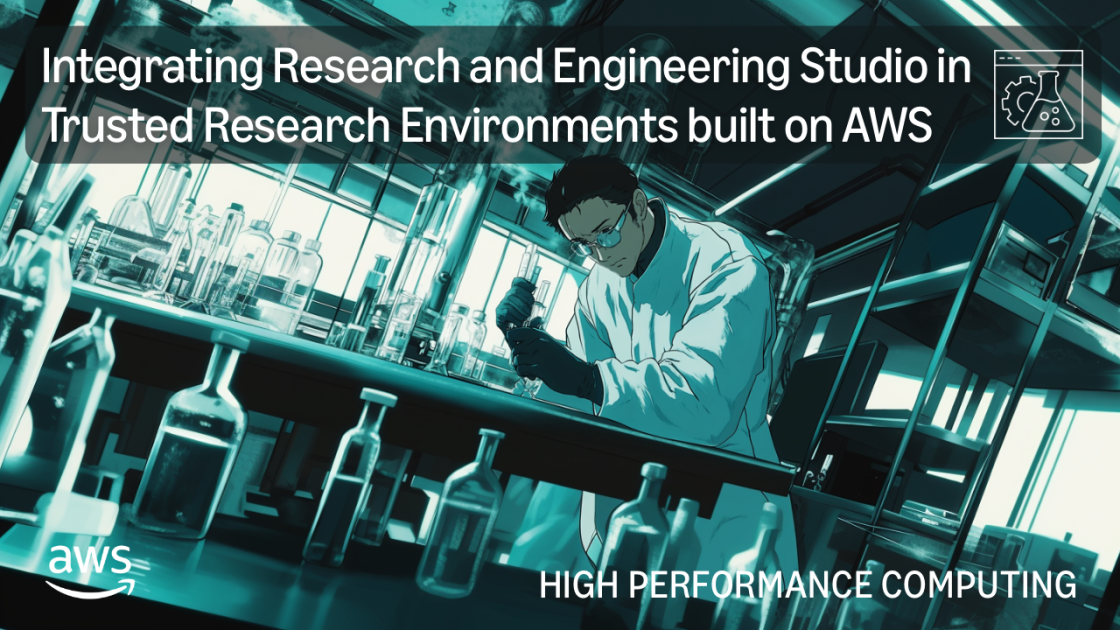 Integrating Research and Engineering Studio in
Trusted Research Environments built on AWS
aws
HIGH PERFORMANCE COMPUTING